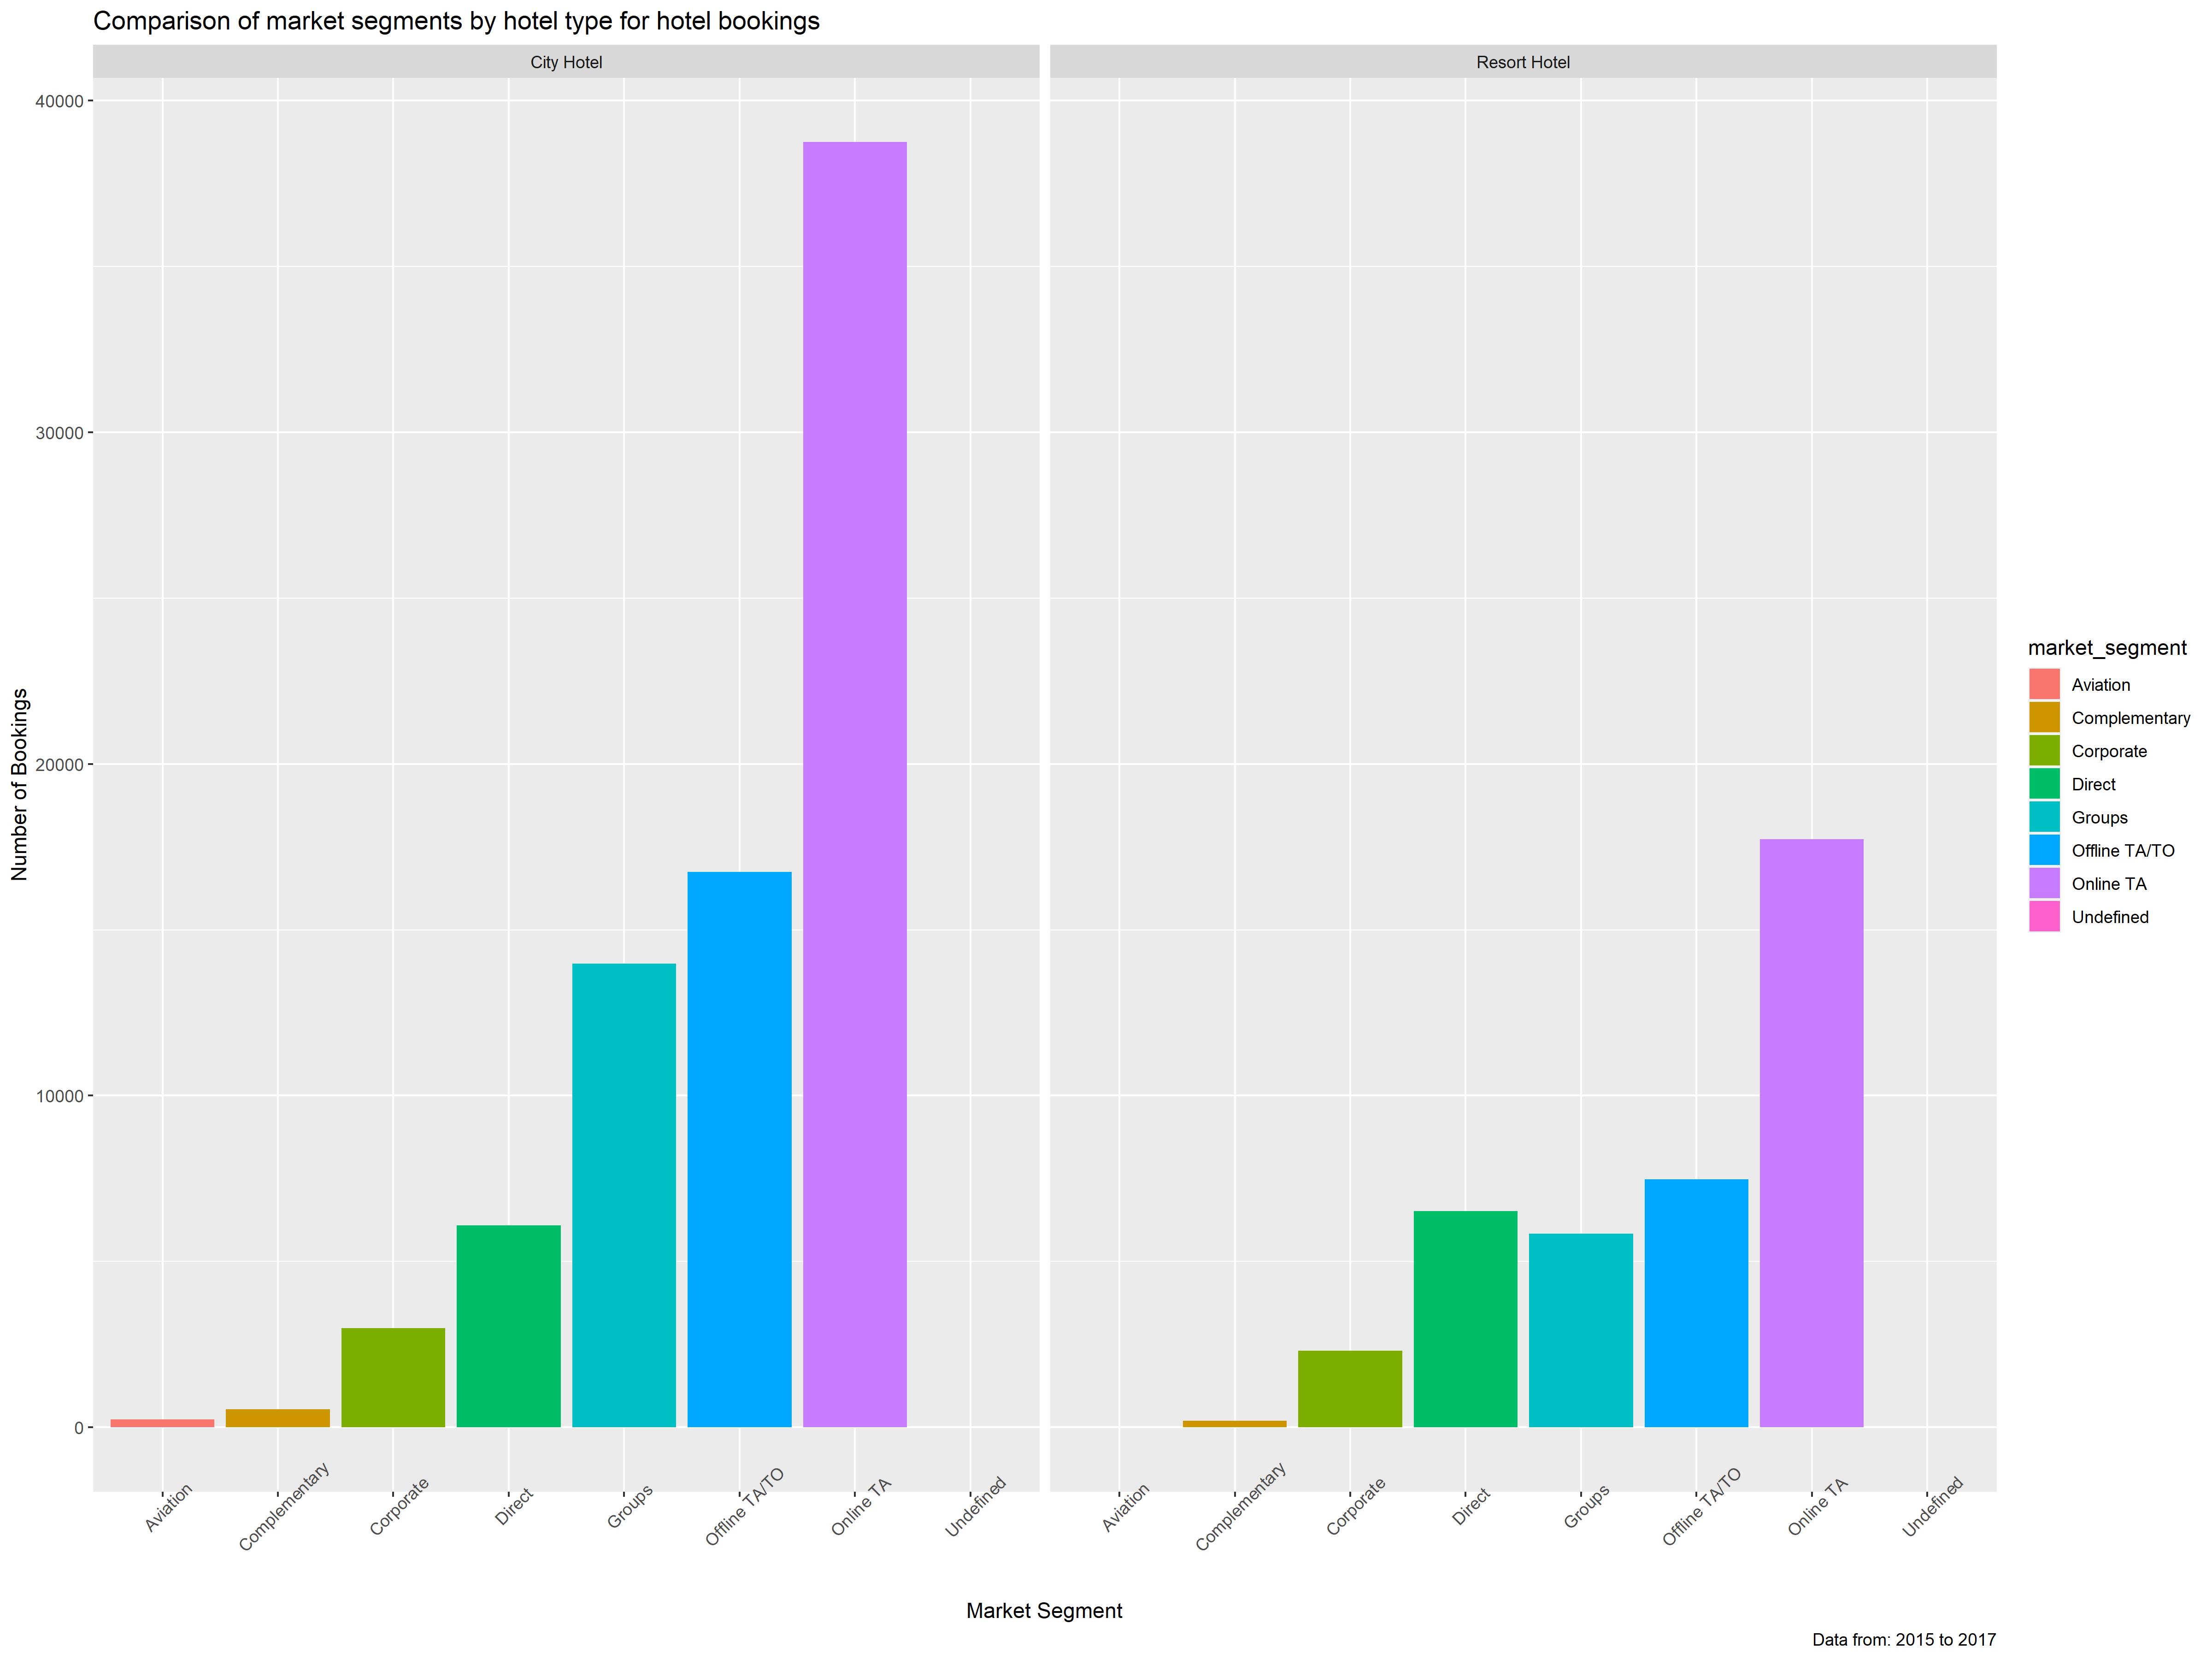 Comparison of market segments by hotel type for hotel bookings
City Hotel
Resort Hotel
40000
30000
20000
10000
0
Number of Bookings
Aviation
Complementary
Corporate
Direct
Groups
Offline TA/TO
Online TA
Undefined
Aviation
Complementary
Corporate
Direct
Groups
Offline TA/TO
Online TA
Undefined
Market Segment
market_segment
Aviation
Complementary
Corporate
Direct
Groups
Offline TA/TO
Online TA
Undefined
Data from: 2015 to 2017